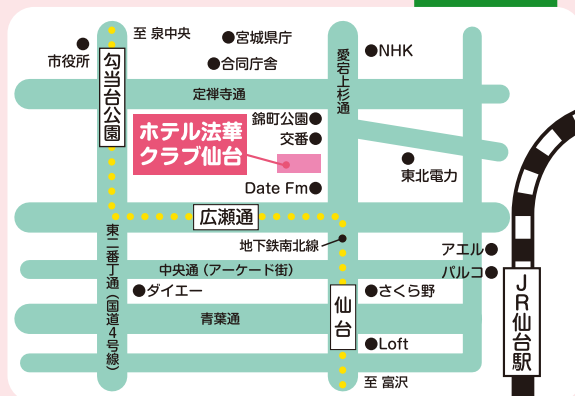 至 泉中央
宮城県庁
NHK
市役所
合同庁舎
勾当台公園
愛宕上杉通
定禅寺通
錦町公園
交番
ホテル法華
クラブ仙台
東北電力
Date Fm
広瀬通
地下鉄南北線
アエル
パルコ
東二番丁通(国道4号線)
中央通(アーケード街)
ダイエー
さくら野
仙台
JR仙台駅
青葉通
Loft
至 富沢